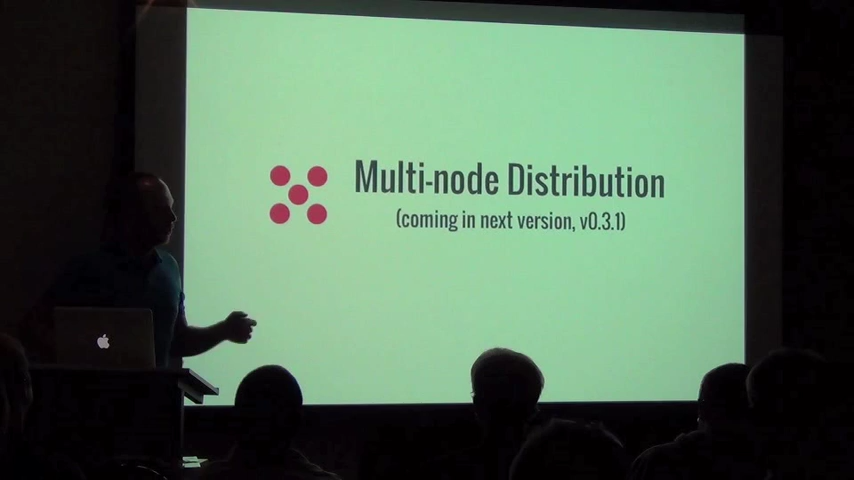 Multi-node Distribution
(coming in next version, v0.3.1)